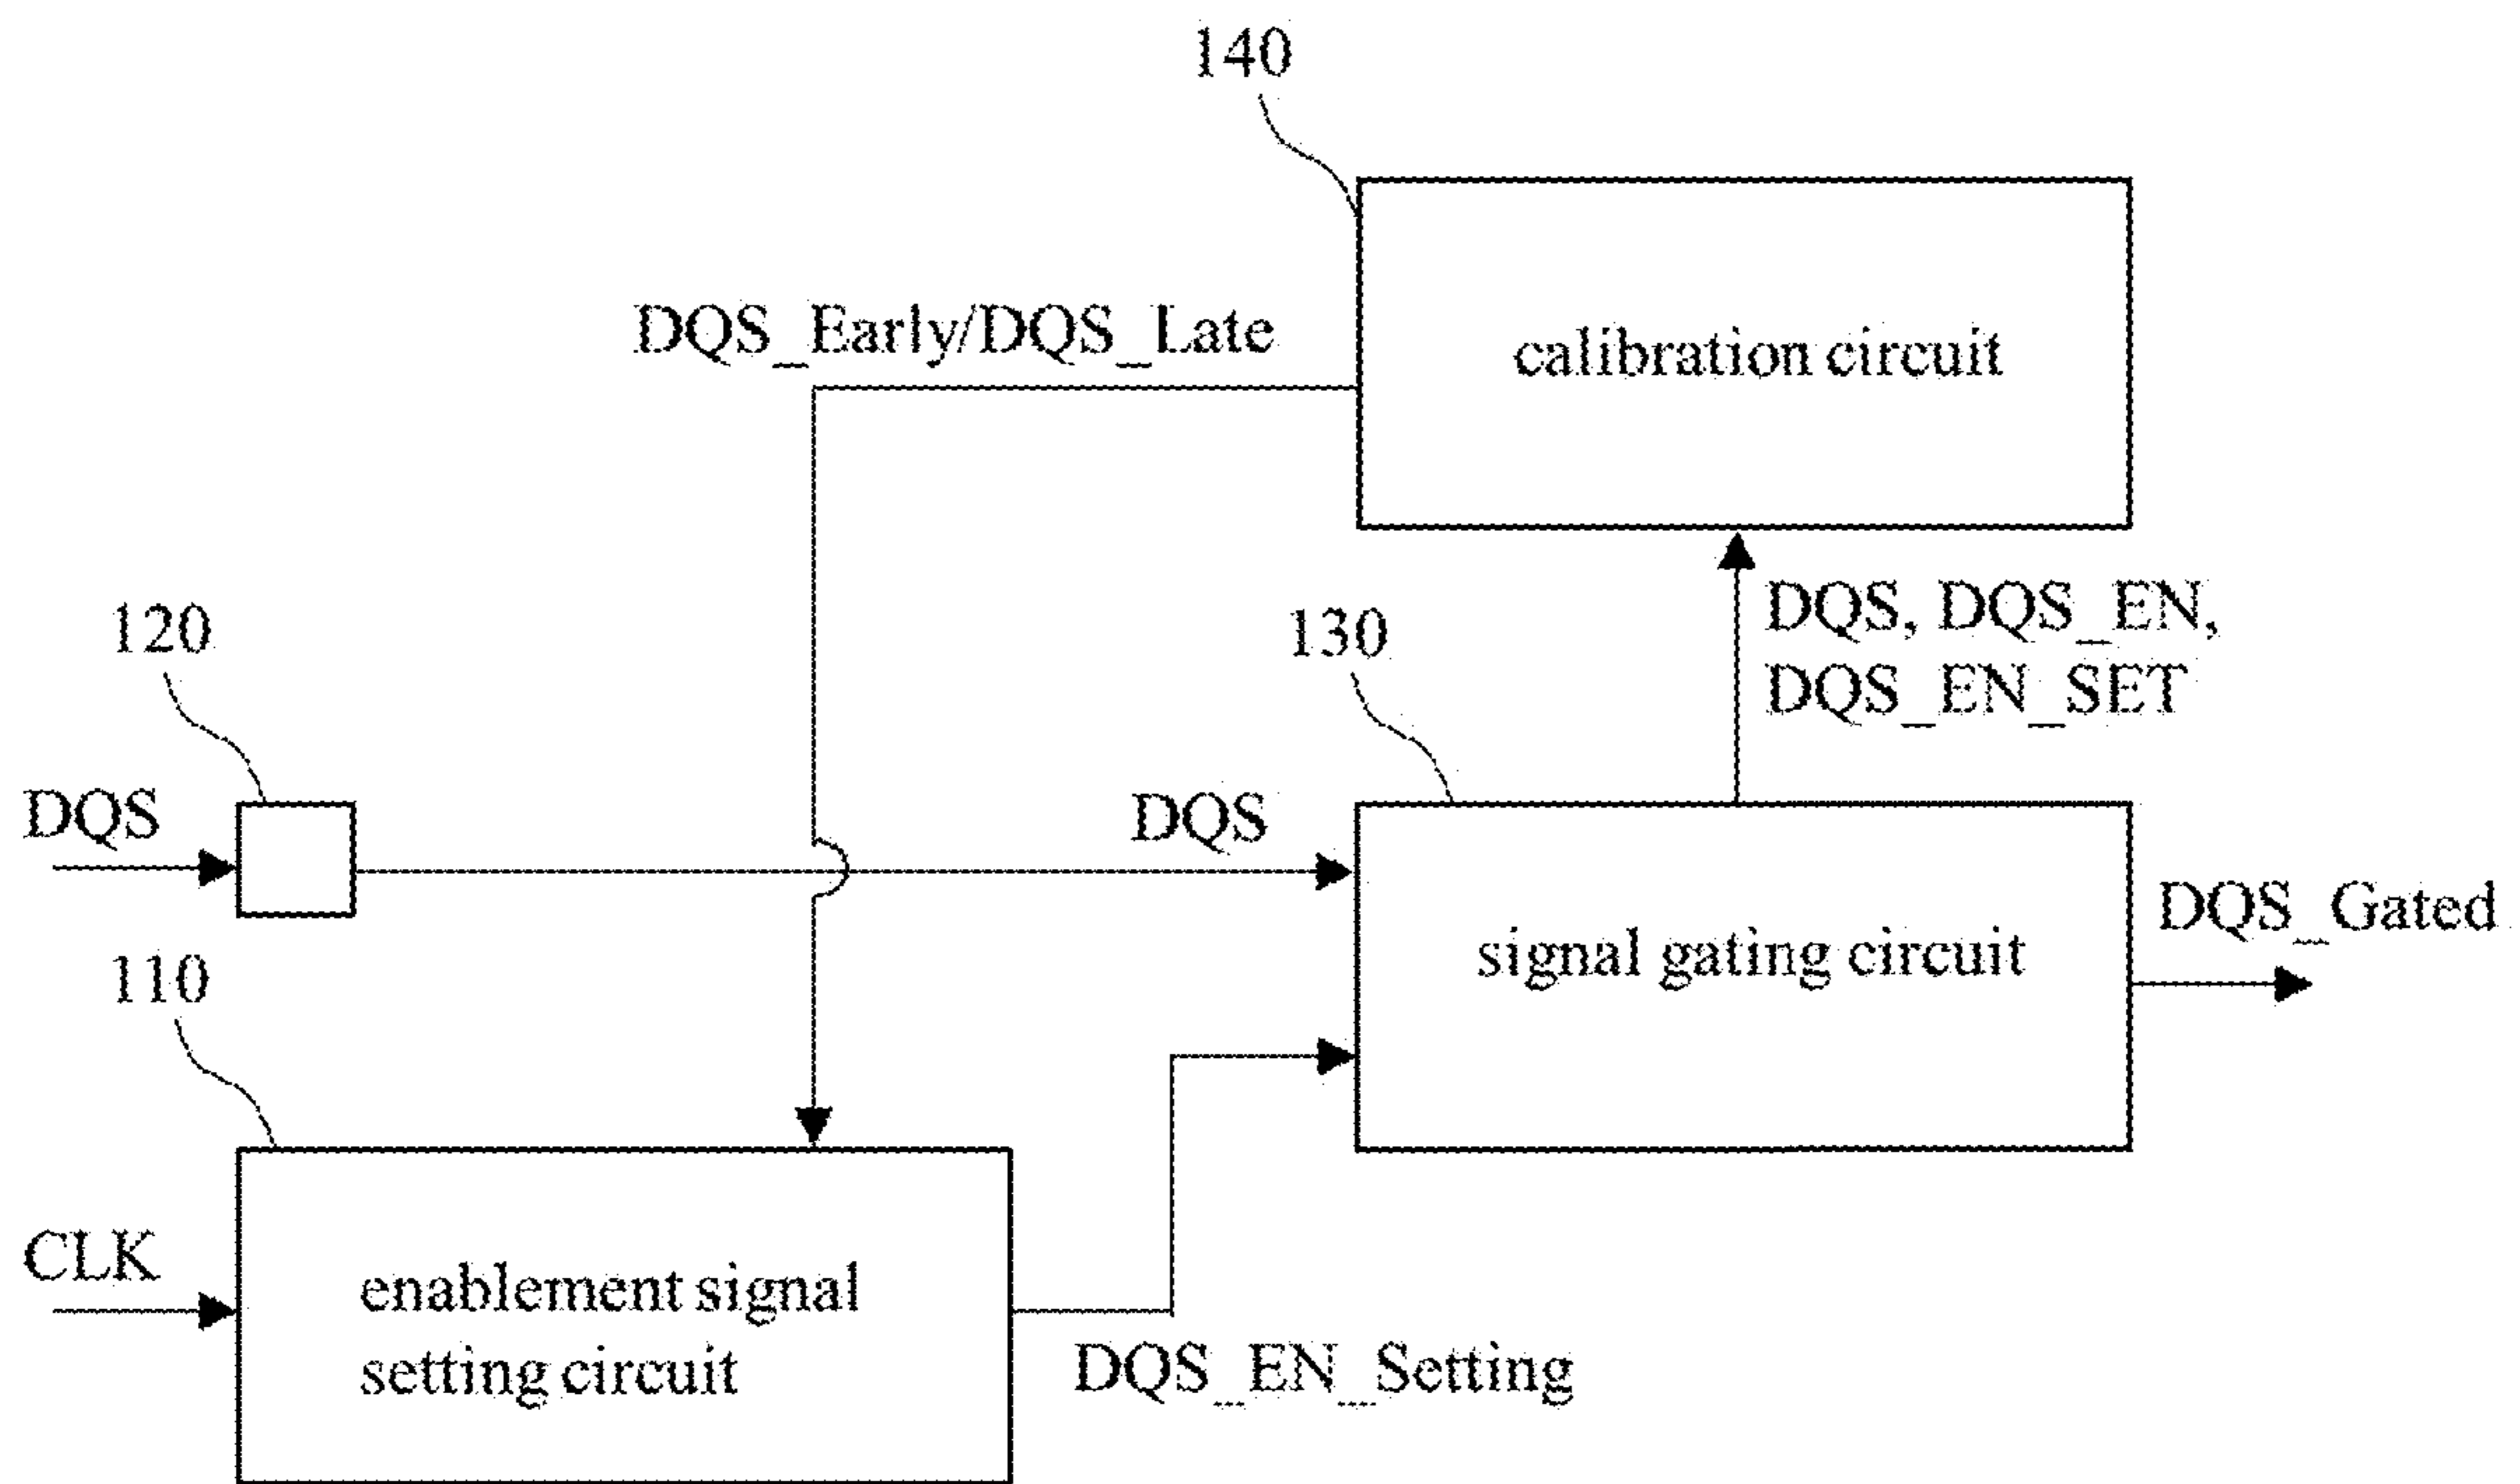 140
DQS_Early/DQS_Late
calibration circuit
120
130
DQS, DQS_EN,
DQS_EN_SET
DQS
DQS
DQS_Gated
signal gating circuit
110
CLK
enablement signal
setting circuit
DQS_EN_Setting